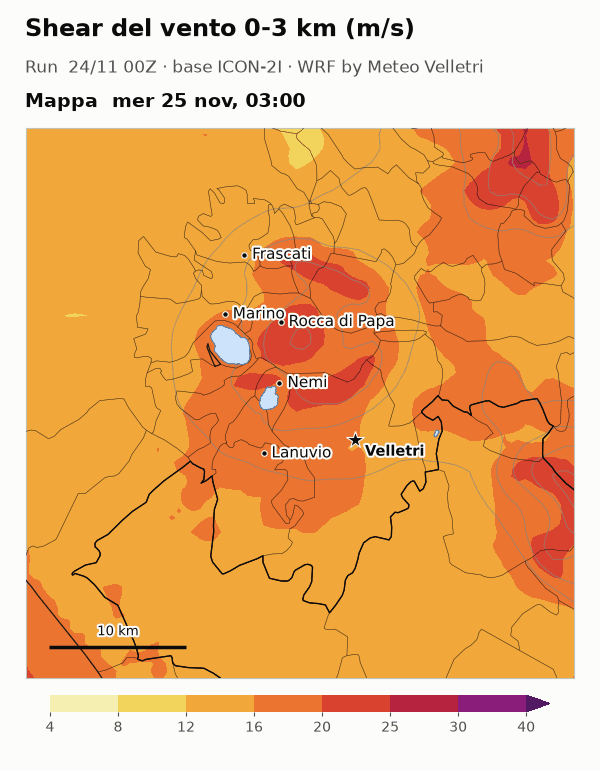 Shear del vento 0-3 km (m/s)
Run 24/11 00Z · base ICON-2I · WRF by Meteo Velletri
Mappa mer 25 nov, 03:00
Frascati
Marino
Rocca di Papa
Nemi
Velletri
Lanuvio
10 km
4 8 12 16 20 25 30 40